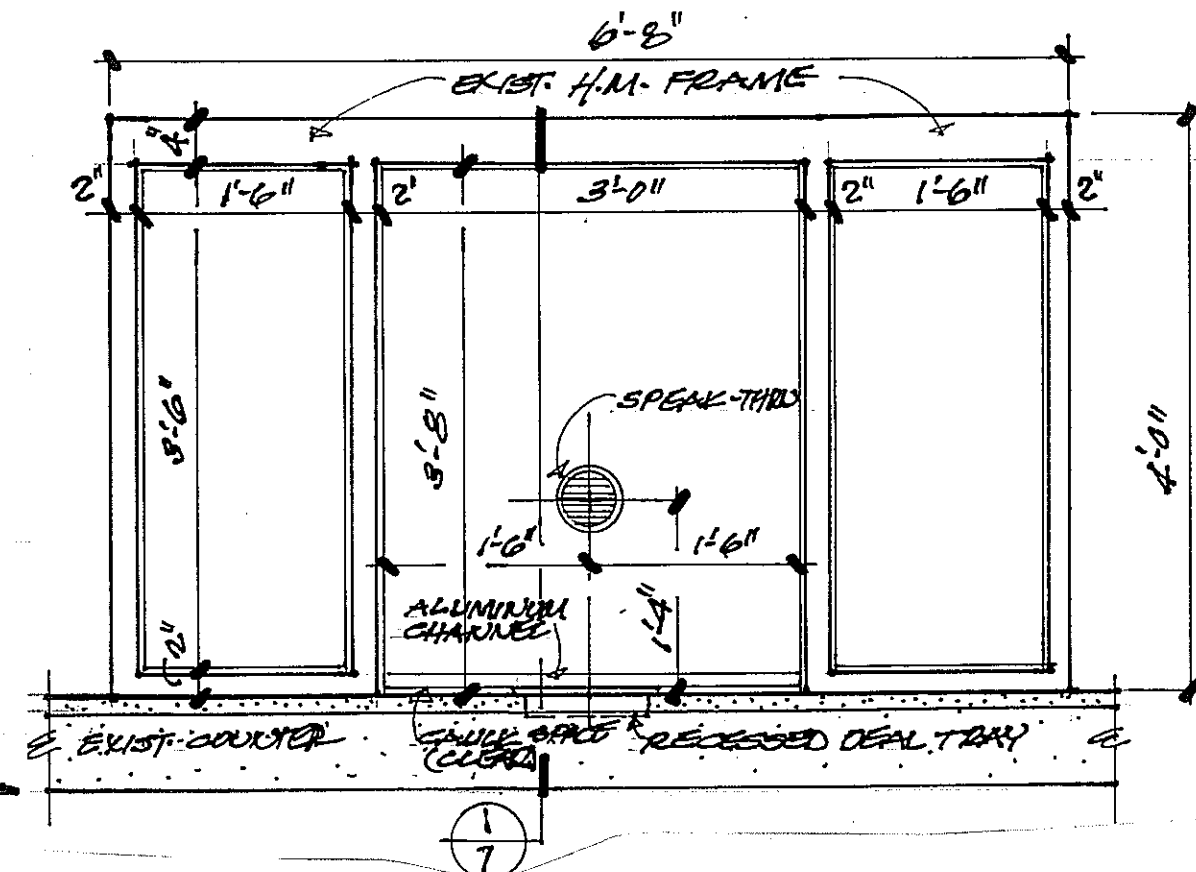 6'-8"
EXIST. H.M. FRAME
4"
2"
1'-6"
2'
3'-0"
2"
1'-6"
2"
3'-6"
3'-8"
SPEAK-THRU
4'-0"
1'-6"
1'-6"
ALUMINUM
CHANNEL
1'-4"
2"
EXIST. COUNTER
CAULK SPACE
(CLEAR)
RECESSED DEAL TRAY
1
7